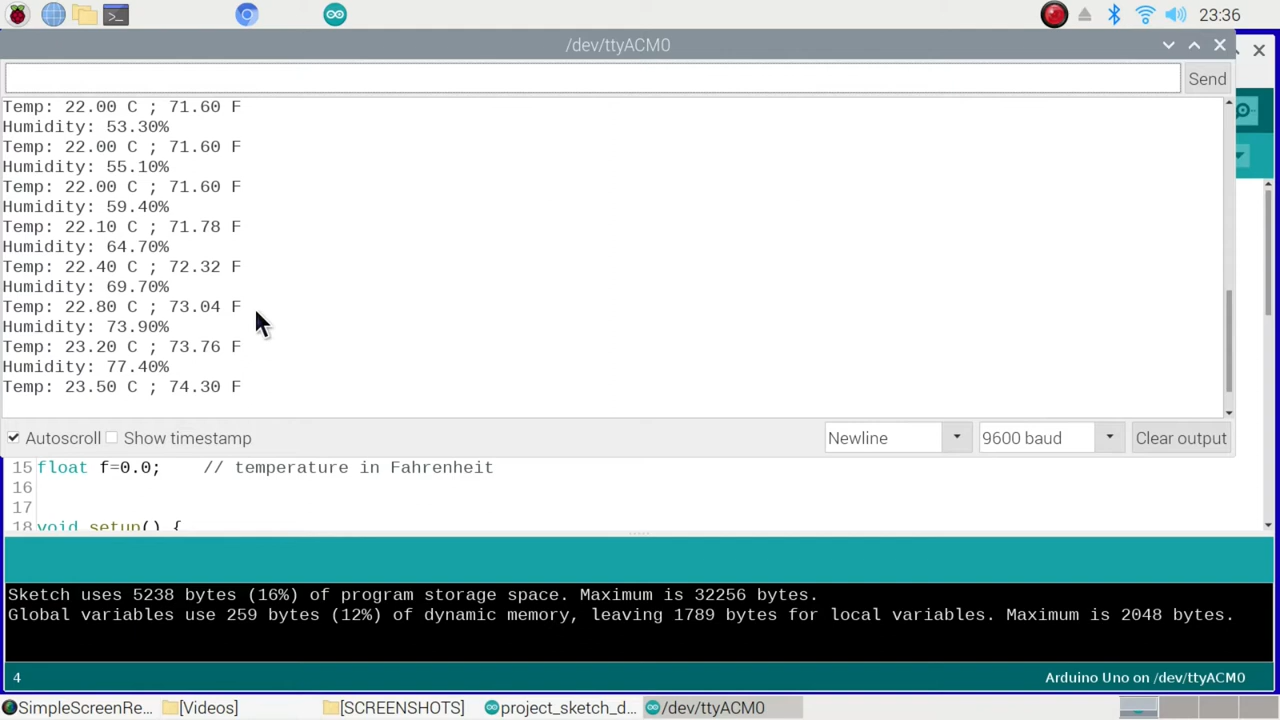 23:36
/dev/ttyACM0
Send
Temp: 22.00 C ; 71.60 F
Humidity: 53.30%
Temp: 22.00 C ; 71.60 F
Humidity: 55.10%
Temp: 22.00 C ; 71.60 F
Humidity: 59.40%
Temp: 22.10 C ; 71.78 F
Humidity: 64.70%
Temp: 22.40 C ; 72.32 F
Humidity: 69.70%
Temp: 22.80 C ; 73.04 F
Humidity: 73.90%
Temp: 23.20 C ; 73.76 F
Humidity: 77.40%
Temp: 23.50 C ; 74.30 F
Autoscroll Show timestamp Newline 9600 baud Clear output
15 float f=0.0; // temperature in Fahrenheit
16
17
18 void setup() {
Sketch uses 5238 bytes (16%) of program storage space. Maximum is 32256 bytes.
Global variables use 259 bytes (12%) of dynamic memory, leaving 1789 bytes for local variables. Maximum is 2048 bytes.
4 Arduino Uno on /dev/ttyACM0
SimpleScreenRe... [Videos] [SCREENSHOTS] project_sketch_d... /dev/ttyACM0